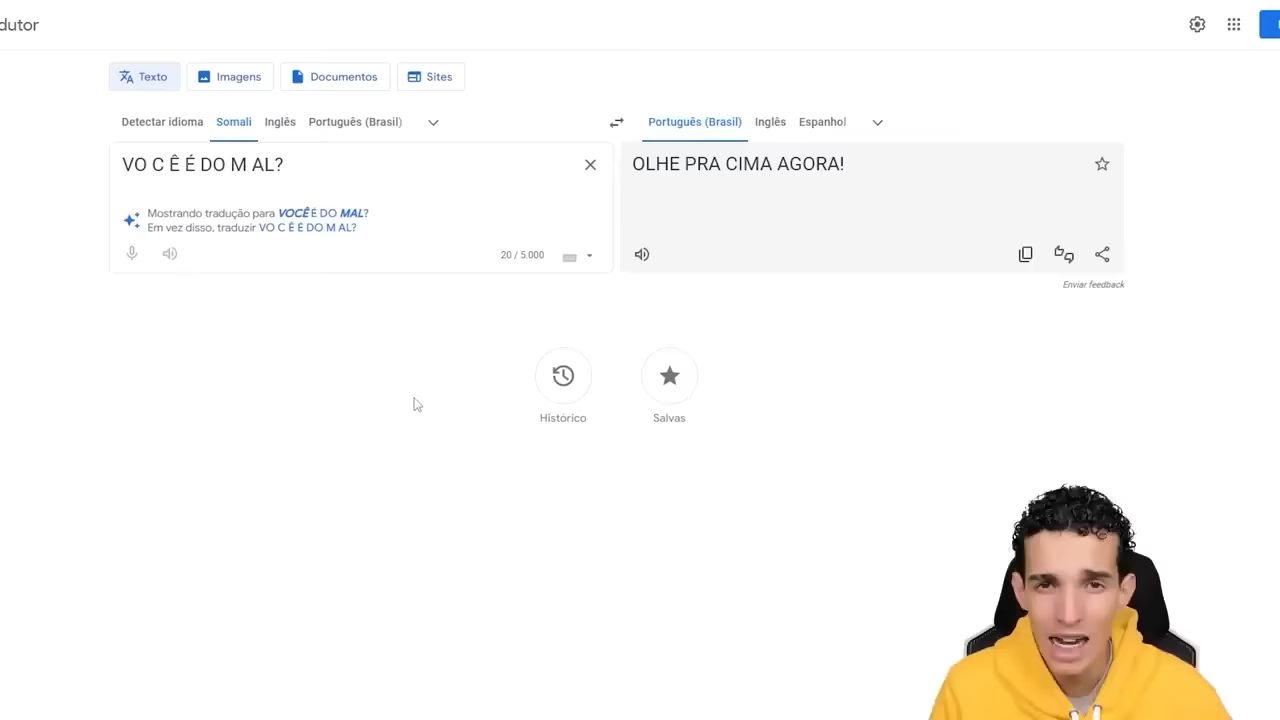 dutor
Texto
Imagens
Documentos
Sites
Detectar idioma
Somali
Inglês
Português (Brasil)
Português (Brasil)
Inglês
Espanhol
VO C Ê É DO M AL?
OLHE PRA CIMA AGORA!
Mostrando tradução para VOCÊ É DO MAL?
Em vez disso, traduzir VO C Ê É DO M AL?
20 / 5.000
Enviar feedback
Histórico
Salvas